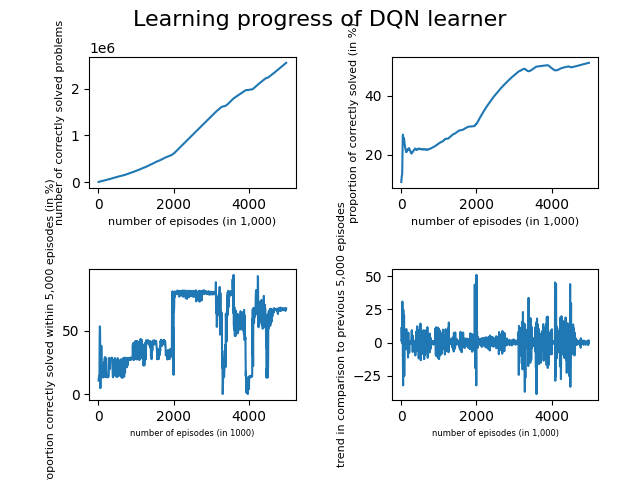 Learning progress of DQN learner
number of correctly solved problems
1e6
2
1
0
0 2000 4000
number of episodes (in 1,000)
proportion of correctly solved (in %
40
20
0 2000 4000
number of episodes (in 1,000)
correctly solved within 5,000 episodes (in %)
50
0
0 2000 4000
number of episodes (in 1000)
trend in comparison to previous 5,000 episodes
50
25
0
−25
0 2000 4000
number of episodes (in 1,000)